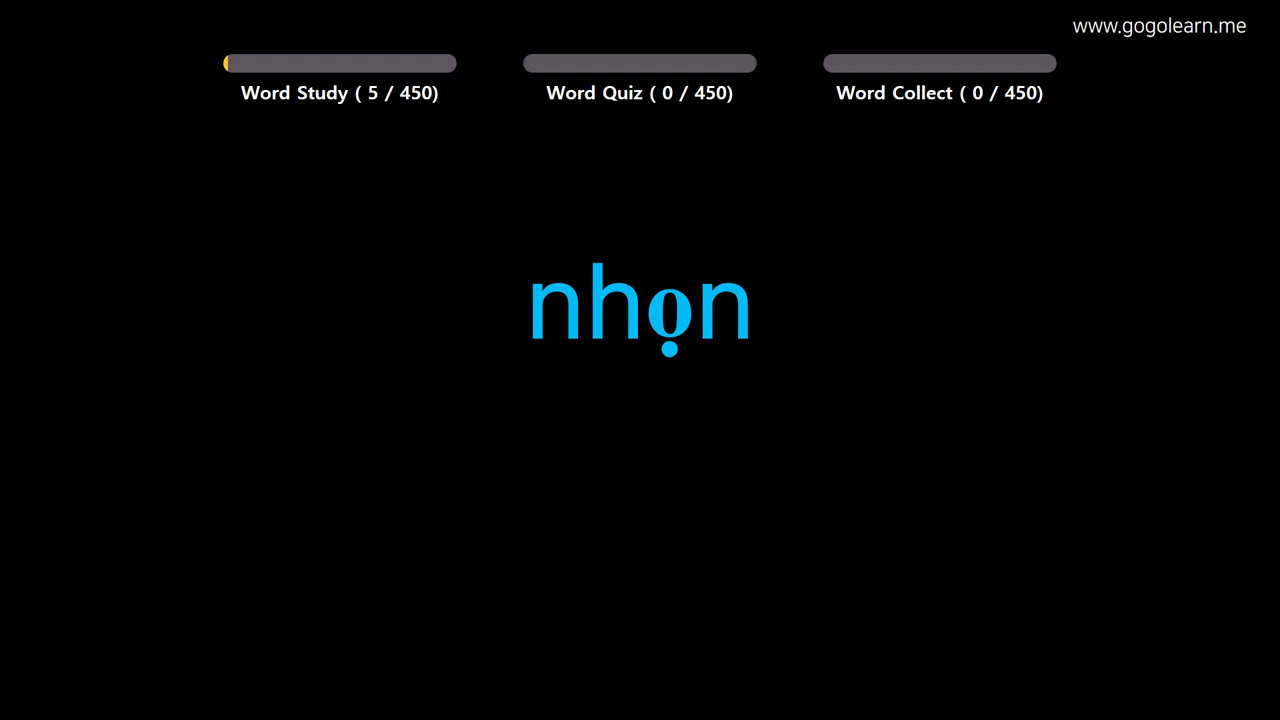 www.gogolearn.me
Word Study ( 5 / 450)
Word Quiz ( 0 / 450)
Word Collect ( 0 / 450)
nhọn